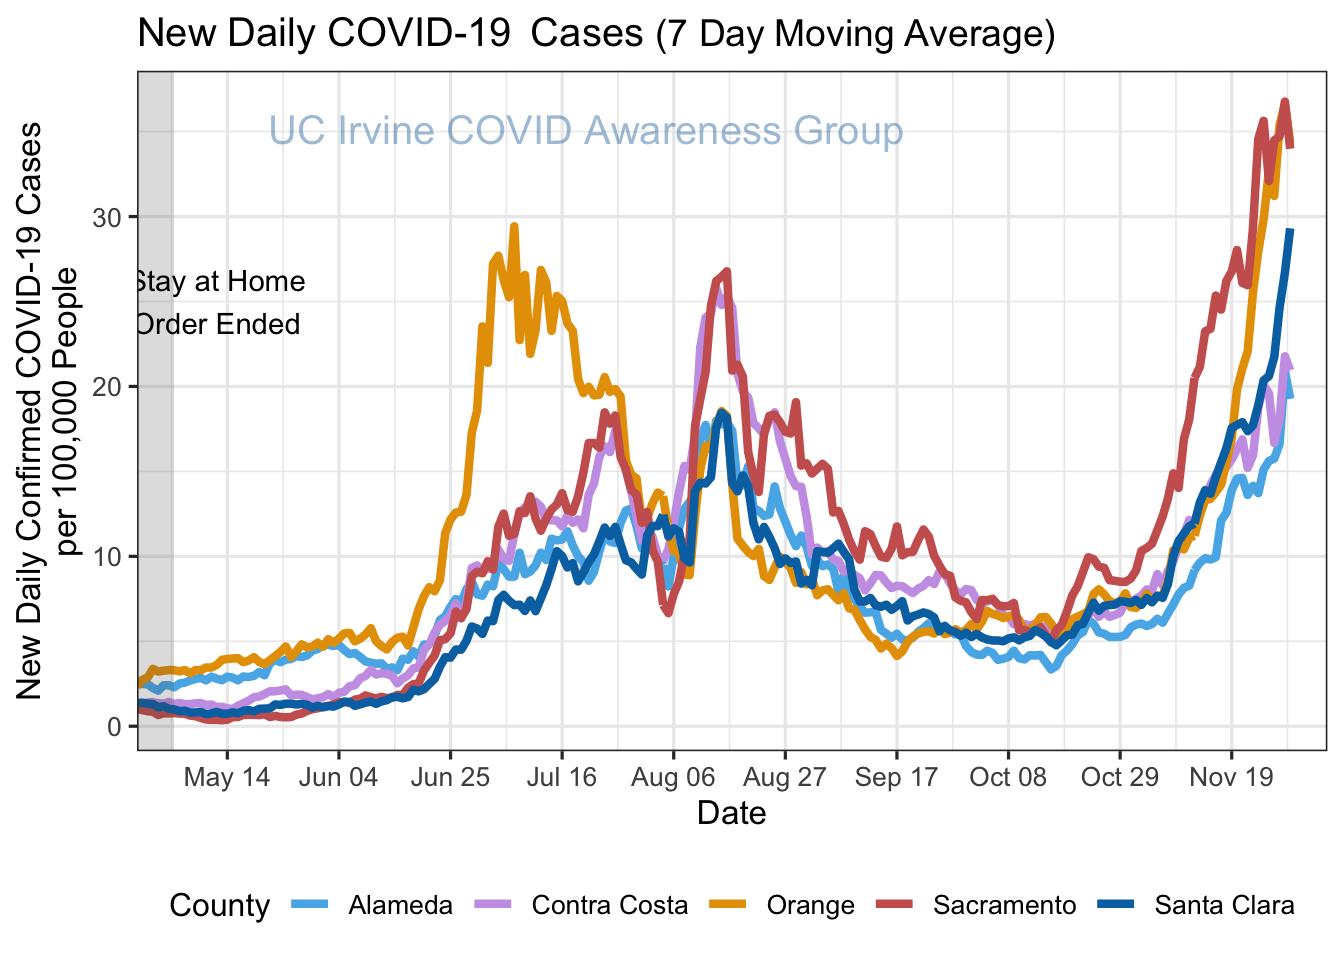 New Daily COVID-19 Cases (7 Day Moving Average)
UC Irvine COVID Awareness Group
Stay at Home
Order Ended
New Daily Confirmed COVID-19 Cases
per 100,000 People
30
20
10
0
May 14 Jun 04 Jun 25 Jul 16 Aug 06 Aug 27 Sep 17 Oct 08 Oct 29 Nov 19
Date
County Alameda Contra Costa Orange Sacramento Santa Clara